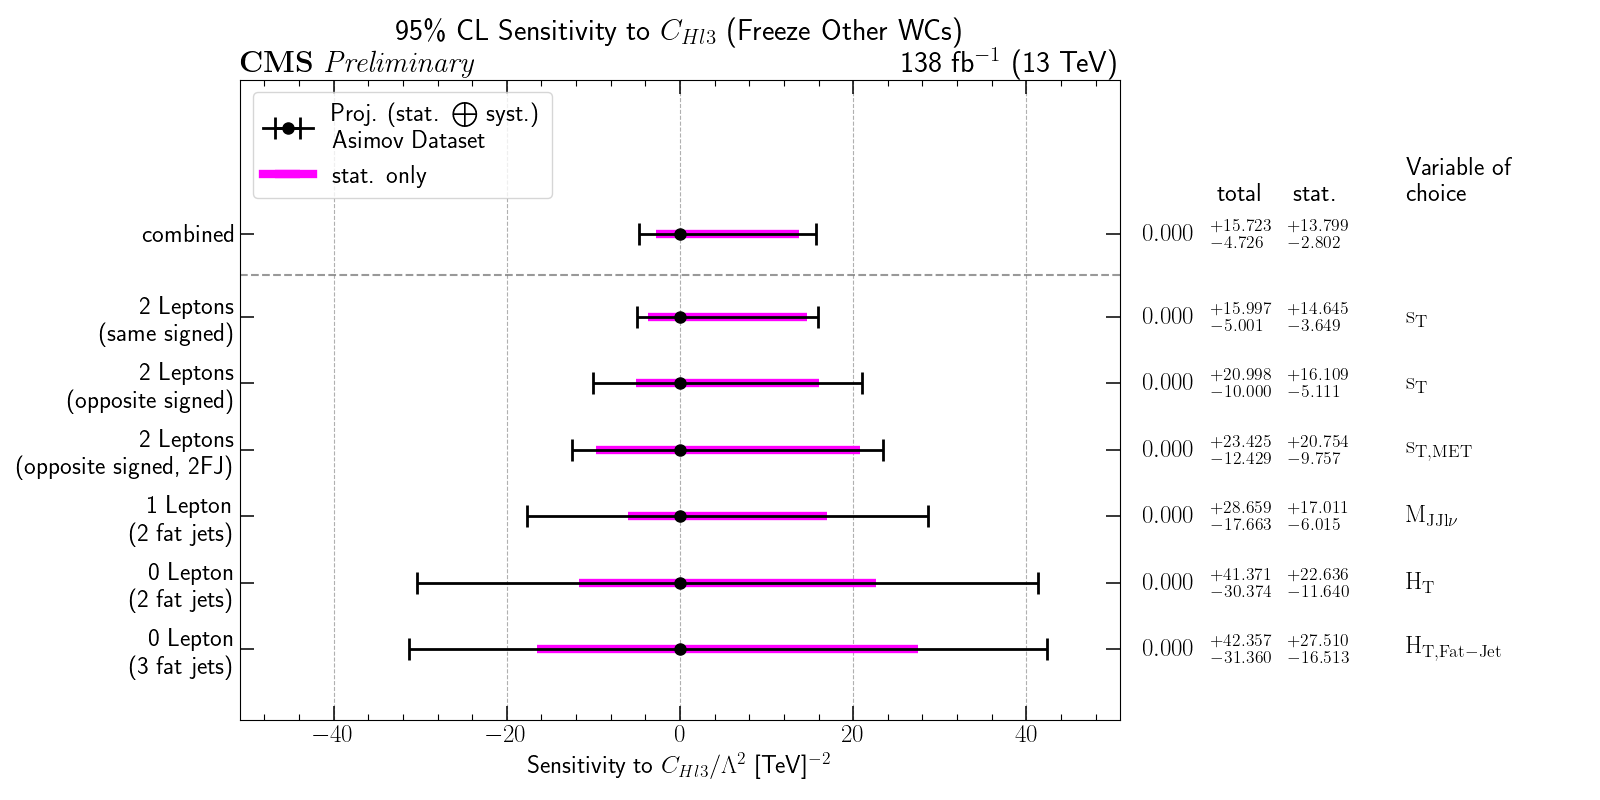 95% CL Sensitivity to C_{Hl3} (Freeze Other WCs)
CMS Preliminary
138 fb^{−1} (13 TeV)
Proj. (stat. ⨁ syst.)
Asimov Dataset
stat. only
Variable of
choice
total stat.
combined 0.000 +15.723 −4.726 +13.799 −2.802
2 Leptons
(same signed)
0.000 +15.997 −5.001 +14.645 −3.649 s_T
2 Leptons
(opposite signed)
0.000 +20.998 −10.000 +16.109 −5.111 s_T
2 Leptons
(opposite signed, 2FJ)
0.000 +23.425 −12.429 +20.754 −9.757 s_{T,MET}
1 Lepton
(2 fat jets)
0.000 +28.659 −17.663 +17.011 −6.015 M_{JJlν}
0 Lepton
(2 fat jets)
0.000 +41.371 −30.374 +22.636 −11.640 H_T
0 Lepton
(3 fat jets)
0.000 +42.357 −31.360 +27.510 −16.513 H_{T,Fat−Jet}
−40 −20 0 20 40
Sensitivity to C_{Hl3}/Λ² [TeV]^{−2}